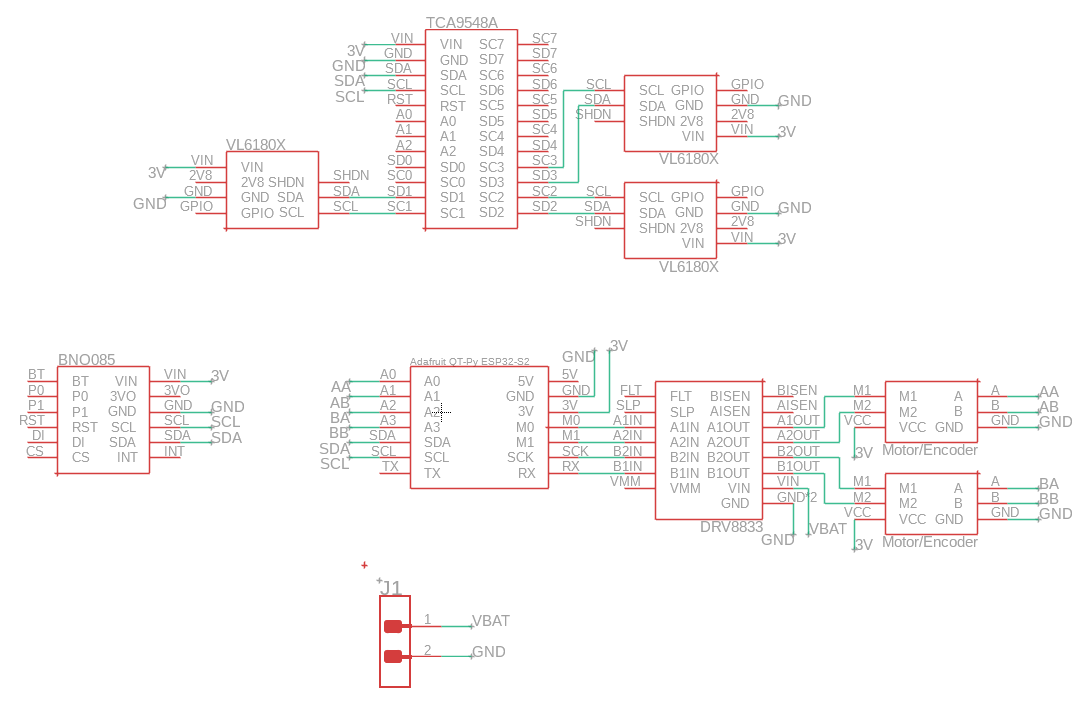 TCA9548A
VIN VIN SC7 SC7
3V
GND GND SD7 SD7
GND
SDA SDA SC6 SC6
SDA
SCL SCL SD6 SD6
SCL
RST RST SC5 SC5
A0 A0 SD5 SD5
A1 A1 SC4 SC4
A2 A2 SD4 SD4
SD0 SD0 SC3 SC3
SC0 SC0 SD3 SD3
SD1 SD1 SC2 SC2
SC1 SC1 SD2 SD2
SCL SCL GPIO GPIO
SDA SDA GND GND GND
SHDN SHDN 2V8 2V8
VIN VIN 3V
VL6180X
VL6180X
VIN VIN
3V
2V8 2V8 SHDN SHDN
GND GND SDA SDA
GND
GPIO GPIO SCL SCL
SCL SCL GPIO GPIO
SDA SDA GND GND GND
SHDN SHDN 2V8 2V8
VIN VIN 3V
VL6180X
BNO085
BT BT VIN VIN 3V
P0 P0 3VO 3VO
P1 P1 GND GND GND
RST RST SCL SCL SCL
DI DI SDA SDA SDA
CS CS INT INT
Adafruit QT-Py ESP32-S2
GND 3V
A0 A0 5V 5V
AA
A1 A1 GND GND
AB
A2 3V 3V
BA
A3 A3 M0 M0
BB
SDA SDA M1 M1
SDA
SCL SCL SCK SCK
SCL
TX TX RX RX
FLT FLT BISEN BISEN
SLP SLP AISEN AISEN
A1IN A1IN A1OUT A1OUT
A2IN A2IN A2OUT A2OUT
B2IN B2IN B2OUT B2OUT
B1IN B1IN B1OUT B1OUT
VMM VMM VIN VIN
GND GND*2
DRV8833
GND VBAT
M1 M1 A A AA
M2 M2 B B AB
VCC VCC GND GND GND
3V Motor/Encoder
M1 M1 A A BA
M2 M2 B B BB
VCC VCC GND GND GND
3V Motor/Encoder
J1
1 VBAT
2 GND